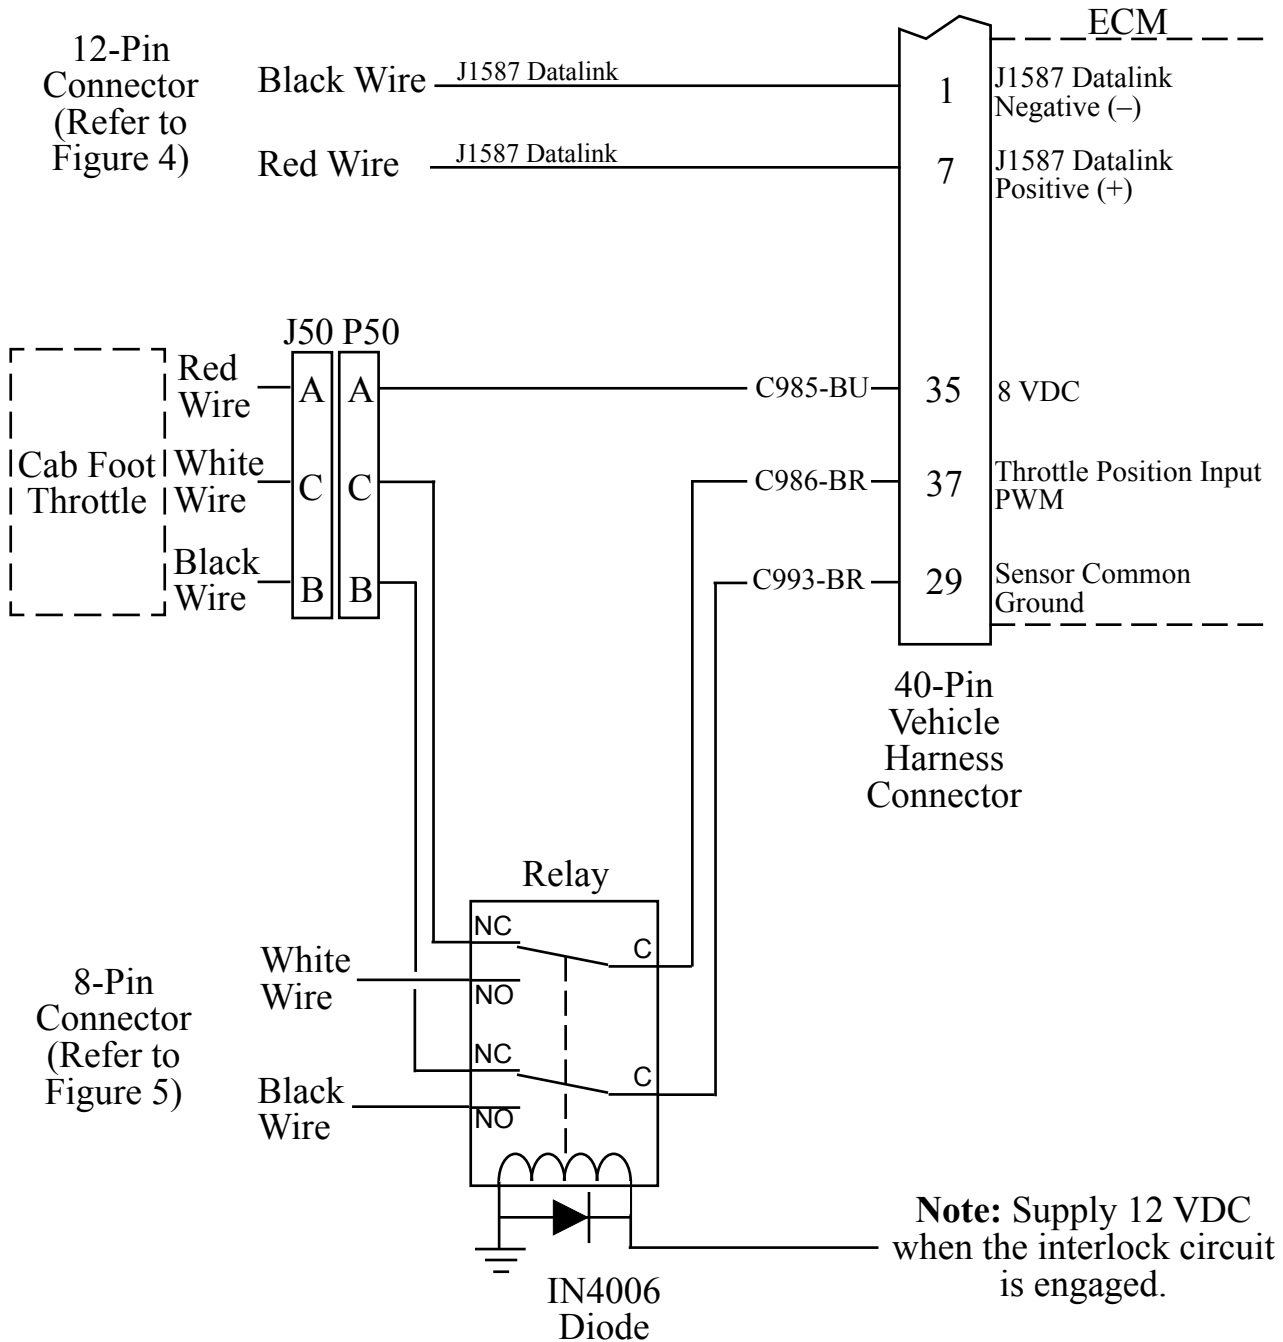 ECM
12-Pin
Connector
(Refer to
Figure 4)
Black Wire
J1587 Datalink
1
J1587 Datalink
Negative (–)
Red Wire
J1587 Datalink
7
J1587 Datalink
Positive (+)
J50 P50
Cab Foot
Throttle
Red
Wire
A
A
C985-BU
35
8 VDC
White
Wire
C
C
C986-BR
37
Throttle Position Input
PWM
Black
Wire
B
B
C993-BR
29
Sensor Common
Ground
40-Pin
Vehicle
Harness
Connector
Relay
8-Pin
Connector
(Refer to
Figure 5)
White
Wire
NC
C
NO
Black
Wire
NC
C
NO
IN4006
Diode
Note: Supply 12 VDC
when the interlock circuit
is engaged.